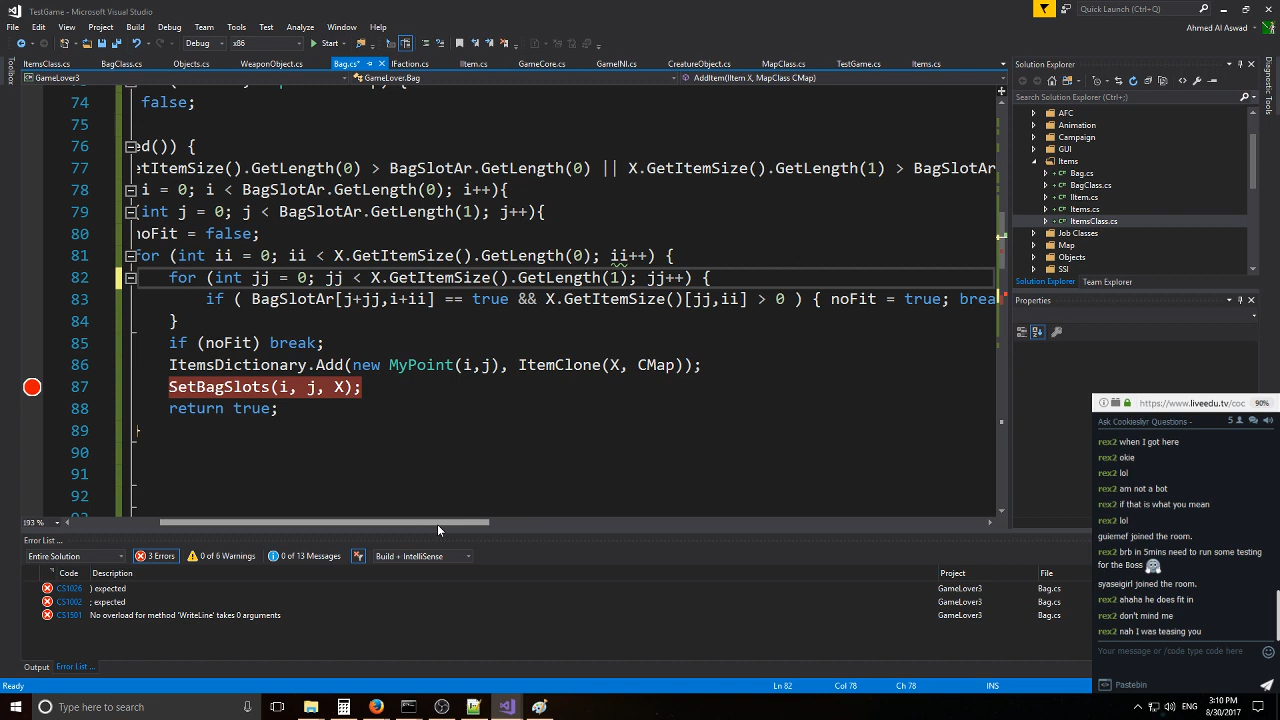 TestGame - Microsoft Visual Studio
Quick Launch (Ctrl+Q)
File Edit View Project Build Debug Team Tools Test Analyze Window Help
Ahmed Al Aswad
Debug x86 Start
Toolbox
ItemsClass.cs BagClass.cs Objects.cs WeaponObject.cs Bag.cs* IFaction.cs IItem.cs GameCore.cs GameINI.cs CreatureObject.cs MapClass.cs TestGame.cs Items.cs
GameLover3 GameLover.Bag AddItem(IItem X, MapClass CMap)
74 false;
75
76 ed()) {
77 etItemSize().GetLength(0) > BagSlotAr.GetLength(0) || X.GetItemSize().GetLength(1) > BagSlotAr
78 i = 0; i < BagSlotAr.GetLength(0); i++){
79 (int j = 0; j < BagSlotAr.GetLength(1); j++){
80 noFit = false;
81 for (int ii = 0; ii < X.GetItemSize().GetLength(0); ii++) {
82 for (int jj = 0; jj < X.GetItemSize().GetLength(1); jj++) {
83 if ( BagSlotAr[j+jj,i+ii] == true && X.GetItemSize()[jj,ii] > 0 ) { noFit = true; brea
84 }
85 if (noFit) break;
86 ItemsDictionary.Add(new MyPoint(i,j), ItemClone(X, CMap));
87 SetBagSlots(i, j, X);
88 return true;
89 }
90
91
92
193 %
Solution Explorer
Search Solution Explorer (Ctrl+;)
AFC
Animation
Campaign
GUI
Items
Bag.cs
BagClass.cs
IItem.cs
Items.cs
ItemsClass.cs
Job Classes
Map
Objects
SSI
Solution Explorer Team Explorer
Properties
Diagnostic Tools
Error List ...
Entire Solution 3 Errors 0 of 6 Warnings 0 of 13 Messages Build + IntelliSense
Code Description Project File
CS1026 ) expected GameLover3 Bag.cs
CS1002 ; expected GameLover3 Bag.cs
CS1501 No overload for method 'WriteLine' takes 0 arguments GameLover3 Bag.cs
Output Error List ...
Ready Ln 82 Col 78 Ch 78 INS
https://www.liveedu.tv/coc 90%
Ask Cookiesliyr Questions - 5
rex2 when I got here
rex2 okie
rex2 lol
rex2 am not a bot
rex2 if that is what you mean
rex2 lol
guiemef joined the room.
rex2 brb in 5mins need to run some testing
for the Boss
syaseigirl joined the room.
rex2 ahaha he does fit in
rex2 don't mind me
rex2 nah I was teasing you
Your message or /code type code here
Pastebin
Type here to search
ENG
3:10 PM
8/30/2017